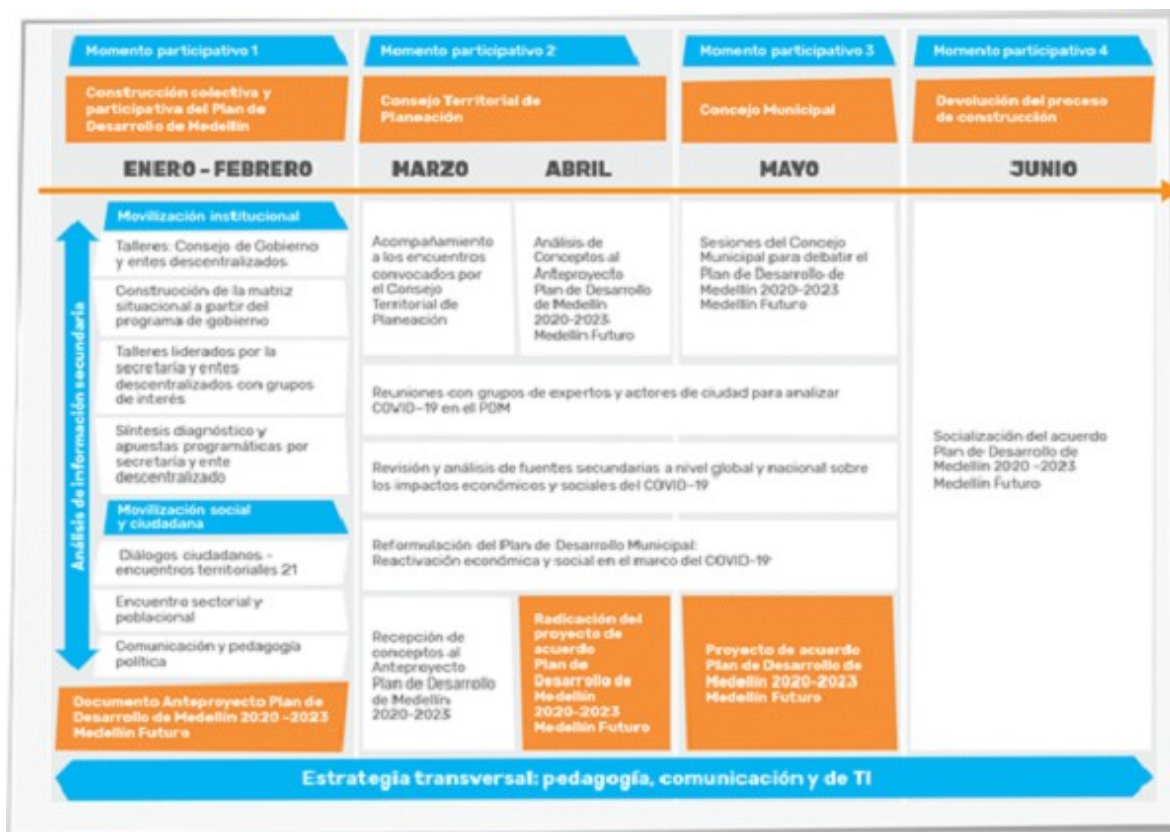 Momento participativo 1
Momento participativo 2
Momento participativo 3
Momento participativo 4
Construcción colectiva y
participativa del Plan de
Desarrollo de Medellín
Consejo Territorial de
Planeación
Concejo Municipal
Devolución del proceso
de construcción
ENERO – FEBRERO
MARZO
ABRIL
MAYO
JUNIO
Análisis de información secundaria
Movilización institucional
Talleres: Consejo de Gobierno
y entes descentralizados.
Construcción de la matriz
situacional a partir del
programa de gobierno
Talleres liderados por la
secretaría y entes
descentralizados con grupos
de interés
Síntesis diagnóstico y
apuestas programáticas por
secretaría y ente
descentralizado
Movilización social
y ciudadana
Diálogos ciudadanos -
encuentros territoriales 21
Encuentro sectorial y
poblacional
Comunicación y pedagogía
política
Documento Anteproyecto Plan de
Desarrollo de Medellín 2020 -2023
Medellín Futuro
Acompañamiento
a los encuentros
convocados por
el Consejo
Territorial de
Planeación
Análisis de
Conceptos al
Anteproyecto
Plan de Desarrollo
de Medellín
2020-2023
Medellín Futuro
Sesiones del Concejo
Municipal para debatir el
Plan de Desarrollo de
Medellín 2020-2023
Medellín Futuro
Reuniones con grupos de expertos y actores de ciudad para analizar
COVID-19 en el PDM
Revisión y análisis de fuentes secundarias a nivel global y nacional sobre
los impactos económicos y sociales del COVID-19
Reformulación del Plan de Desarrollo Municipal:
Reactivación económica y social en el marco del COVID-19
Recepción de
conceptos al
Anteproyecto
Plan de Desarrollo
de Medellín
2020-2023
Radicación del
proyecto de
acuerdo
Plan de
Desarrollo de
Medellín
2020-2023
Medellín Futuro
Proyecto de acuerdo
Plan de Desarrollo de
Medellín 2020-2023
Medellín Futuro
Socialización del acuerdo
Plan de Desarrollo de
Medellín 2020 -2023
Medellín Futuro
Estrategia transversal: pedagogía, comunicación y de TI